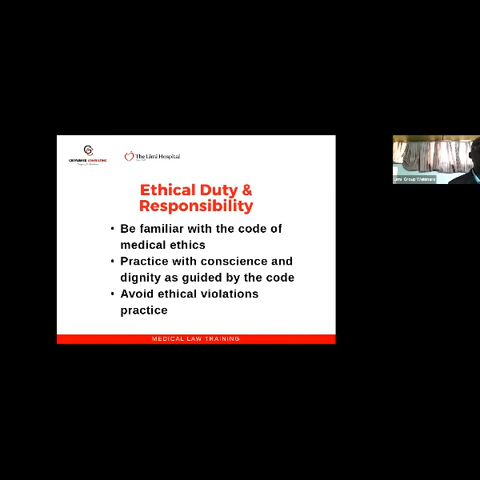 The Limi Hospital
Ethical Duty &
Responsibility
• Be familiar with the code of
medical ethics
• Practice with conscience and
dignity as guided by the code
• Avoid ethical violations
practice
MEDICAL LAW TRAINING